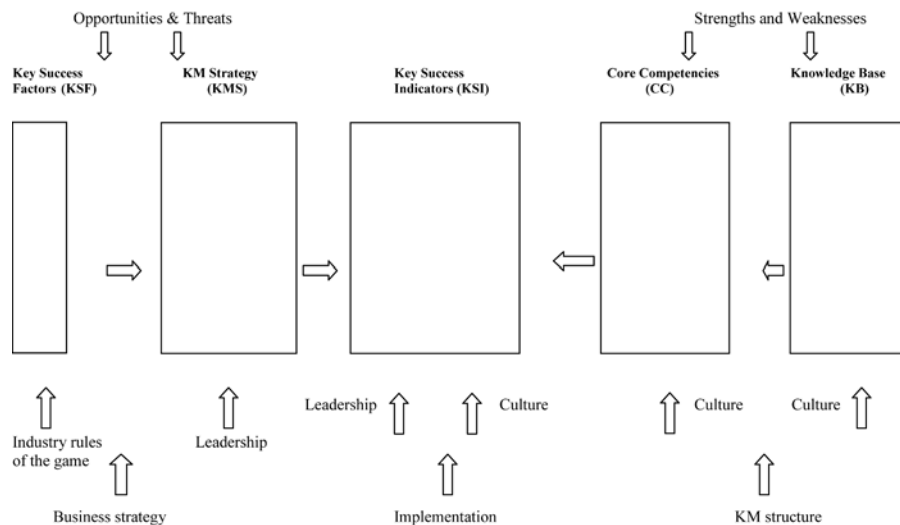 Opportunities & Threats
Strengths and Weaknesses
Key Success
Factors (KSF)
KM Strategy
(KMS)
Key Success
Indicators (KSI)
Core Competencies
(CC)
Knowledge Base
(KB)
Leadership
Culture
Culture
Culture
Industry rules
of the game
Leadership
Business strategy
Implementation
KM structure